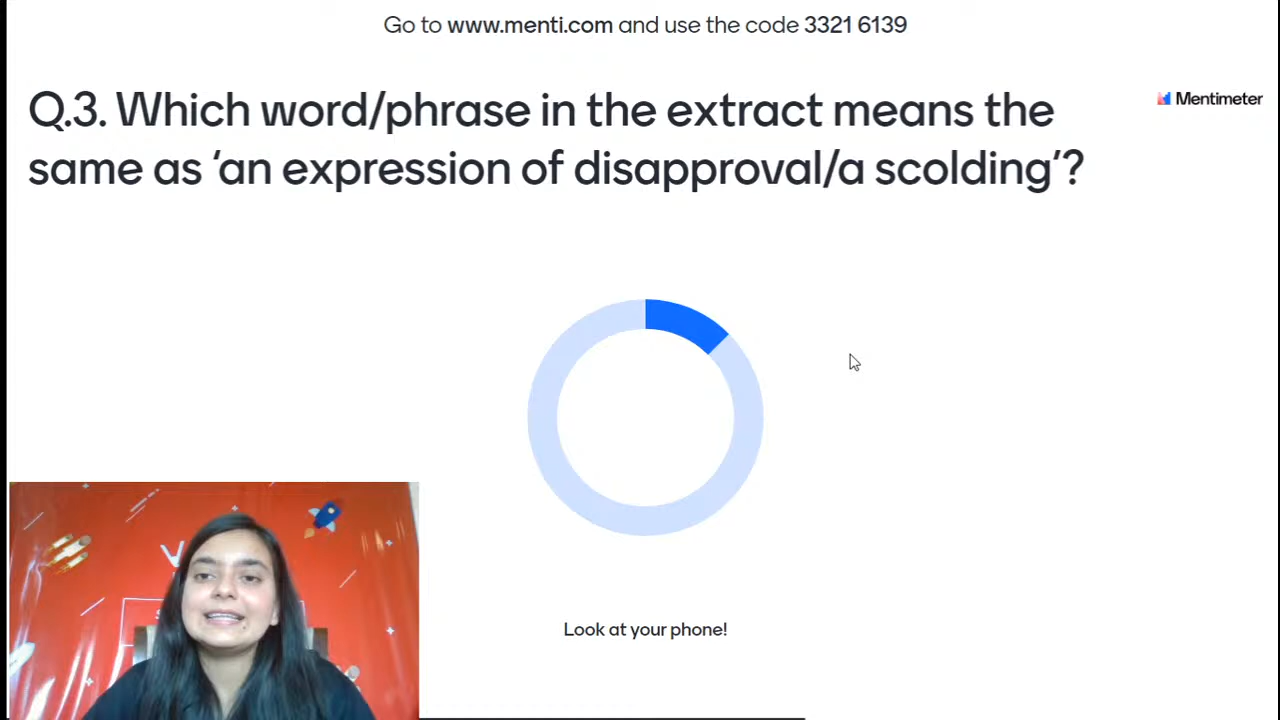 Go to www.menti.com and use the code 3321 6139
Q.3. Which word/phrase in the extract means the
same as ‘an expression of disapproval/a scolding’?
Mentimeter
Look at your phone!